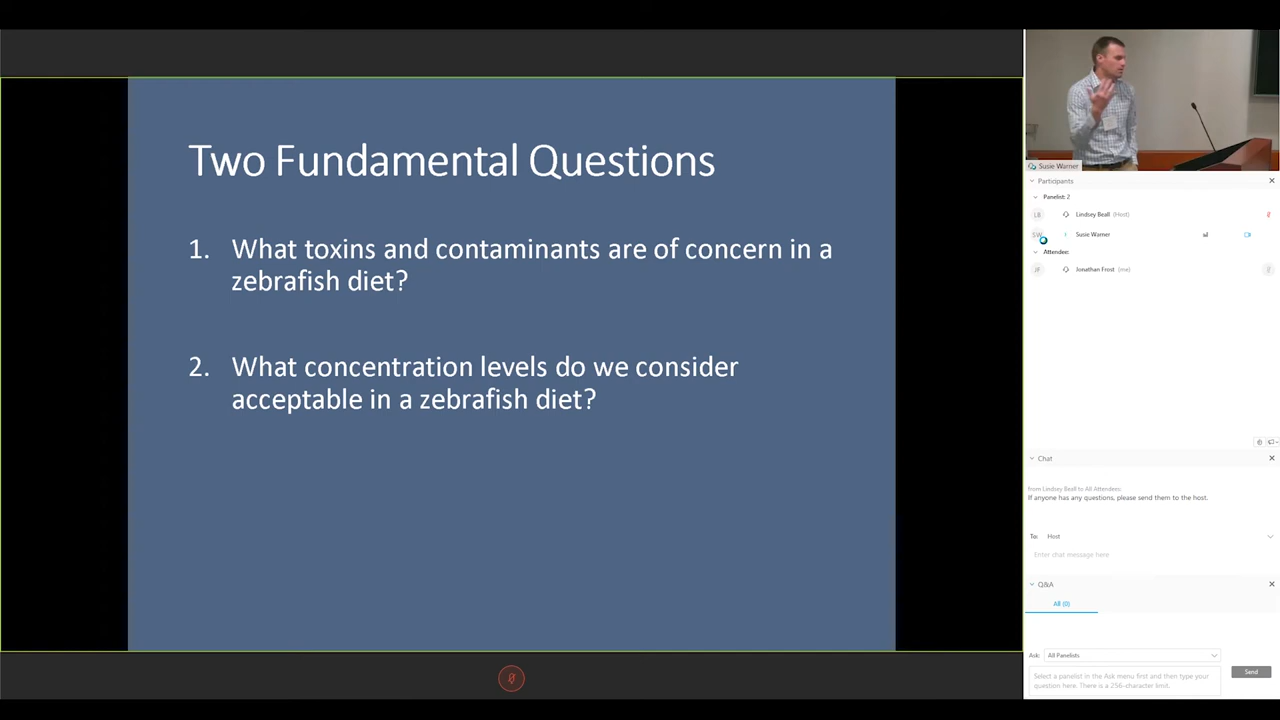 Two Fundamental Questions
1. What toxins and contaminants are of concern in a
zebrafish diet?
2. What concentration levels do we consider
acceptable in a zebrafish diet?
Susie Warner
Participants
Panelist: 2
LB Lindsey Beall (Host)
SW Susie Warner
Attendee:
JF Jonathan Frost (me)
Chat
from Lindsey Beall to All Attendees:
If anyone has any questions, please send them to the host.
To: Host
Enter chat message here
Q&A
All (0)
Ask: All Panelists
Select a panelist in the Ask menu first and then type your
question here. There is a 256-character limit.
Send